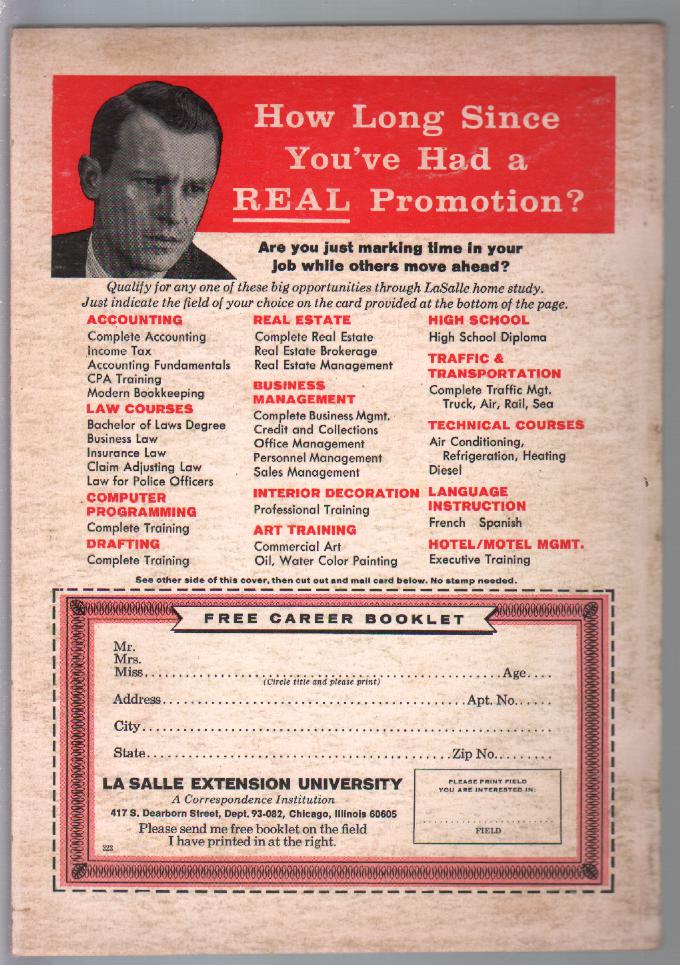 How Long Since
You've Had a
REAL Promotion?
Are you just marking time in your
job while others move ahead?
Qualify for any one of these big opportunities through LaSalle home study.
Just indicate the field of your choice on the card provided at the bottom of the page.
ACCOUNTING
Complete Accounting
Income Tax
Accounting Fundamentals
CPA Training
Modern Bookkeeping
LAW COURSES
Bachelor of Laws Degree
Business Law
Insurance Law
Claim Adjusting Law
Law for Police Officers
COMPUTER
PROGRAMMING
Complete Training
DRAFTING
Complete Training
REAL ESTATE
Complete Real Estate
Real Estate Brokerage
Real Estate Management
BUSINESS
MANAGEMENT
Complete Business Mgmt.
Credit and Collections
Office Management
Personnel Management
Sales Management
INTERIOR DECORATION
Professional Training
ART TRAINING
Commercial Art
Oil, Water Color Painting
HIGH SCHOOL
High School Diploma
TRAFFIC &
TRANSPORTATION
Complete Traffic Mgt.
Truck, Air, Rail, Sea
TECHNICAL COURSES
Air Conditioning,
Refrigeration, Heating
Diesel
LANGUAGE
INSTRUCTION
French Spanish
HOTEL/MOTEL MGMT.
Executive Training
See other side of this cover, then cut out and mail card below. No stamp needed.
FREE CAREER BOOKLET
Mr.
Mrs.
Miss.......................................................Age....
(Circle title and please print)
Address...............................................Apt. No......
City.............................................................
State.................................................Zip No........
LA SALLE EXTENSION UNIVERSITY
A Correspondence Institution
417 S. Dearborn Street, Dept. 93-082, Chicago, Illinois 60605
Please send me free booklet on the field
I have printed in at the right.
223
PLEASE PRINT FIELD
YOU ARE INTERESTED IN:
........................
FIELD